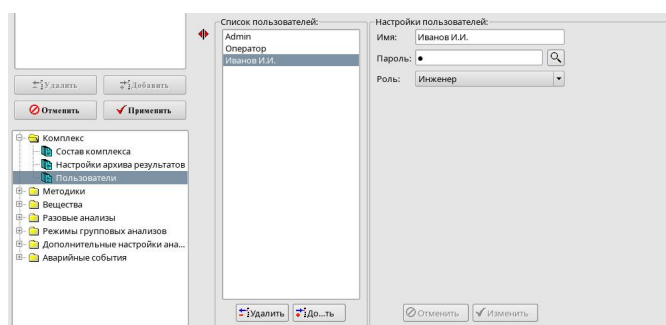 Удалить
Добавить
Отменить
Применить
Комплекс
Состав комплекса
Настройки архива результатов
Пользователи
Методики
Вещества
Разовые анализы
Режимы групповых анализов
Дополнительные настройки ана...
Аварийные события
Список пользователей:
Admin
Оператор
Иванов И.И.
Удалить
До...ть
Настройки пользователей:
Имя: Иванов И.И.
Пароль: ●
Роль: Инженер
Отменить
Изменить